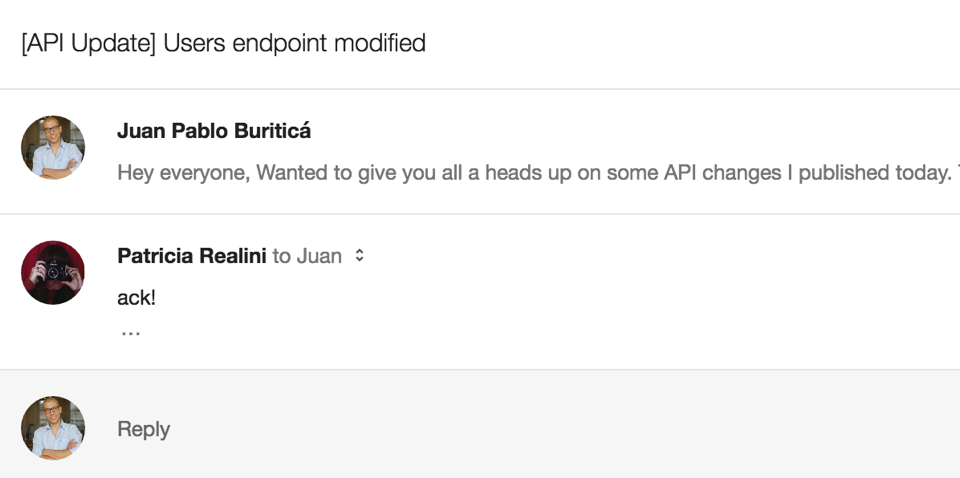 [API Update] Users endpoint modified
Juan Pablo Buriticá
Hey everyone, Wanted to give you all a heads up on some API changes I published today.
Patricia Realini to Juan
ack!
...
Reply